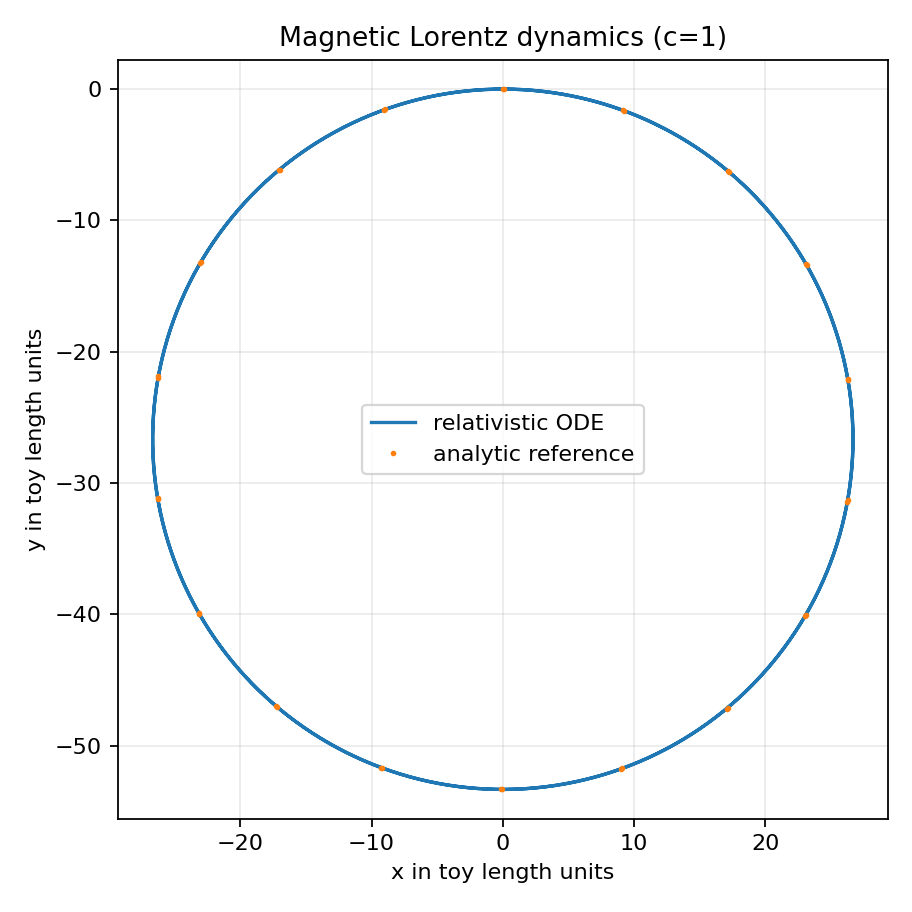 Magnetic Lorentz dynamics (c=1)
0
−10
−20
−30
−40
−50
y in toy length units
relativistic ODE
analytic reference
−20
−10
0
10
20
x in toy length units